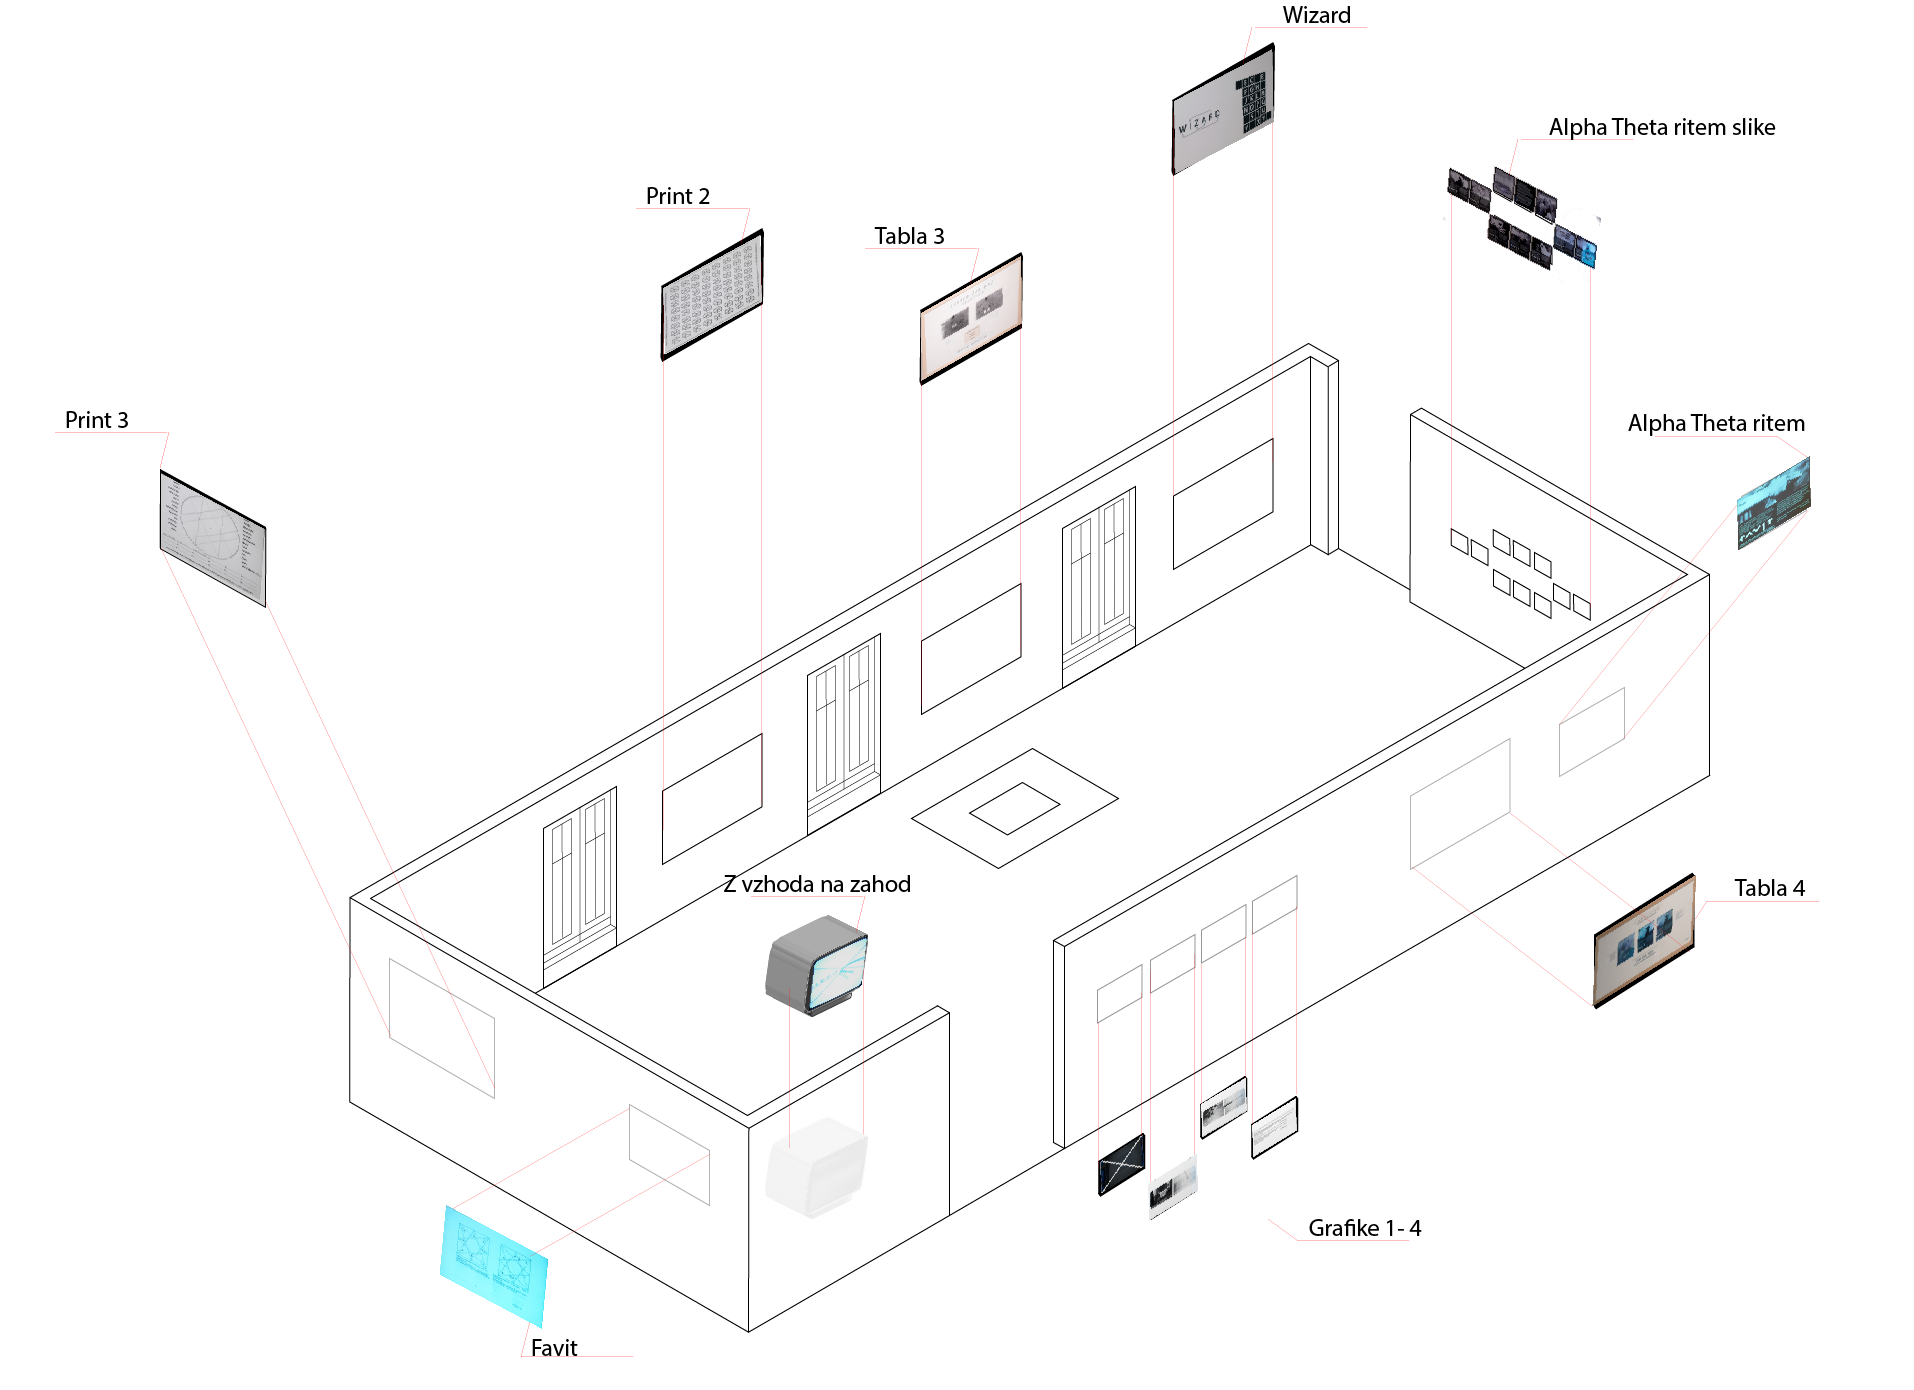 Wizard
WIZARD
Alpha Theta ritem slike
Print 2
Tabla 3
Print 3
Alpha Theta ritem
Z vzhoda na zahod
Tabla 4
Grafike 1- 4
Favit